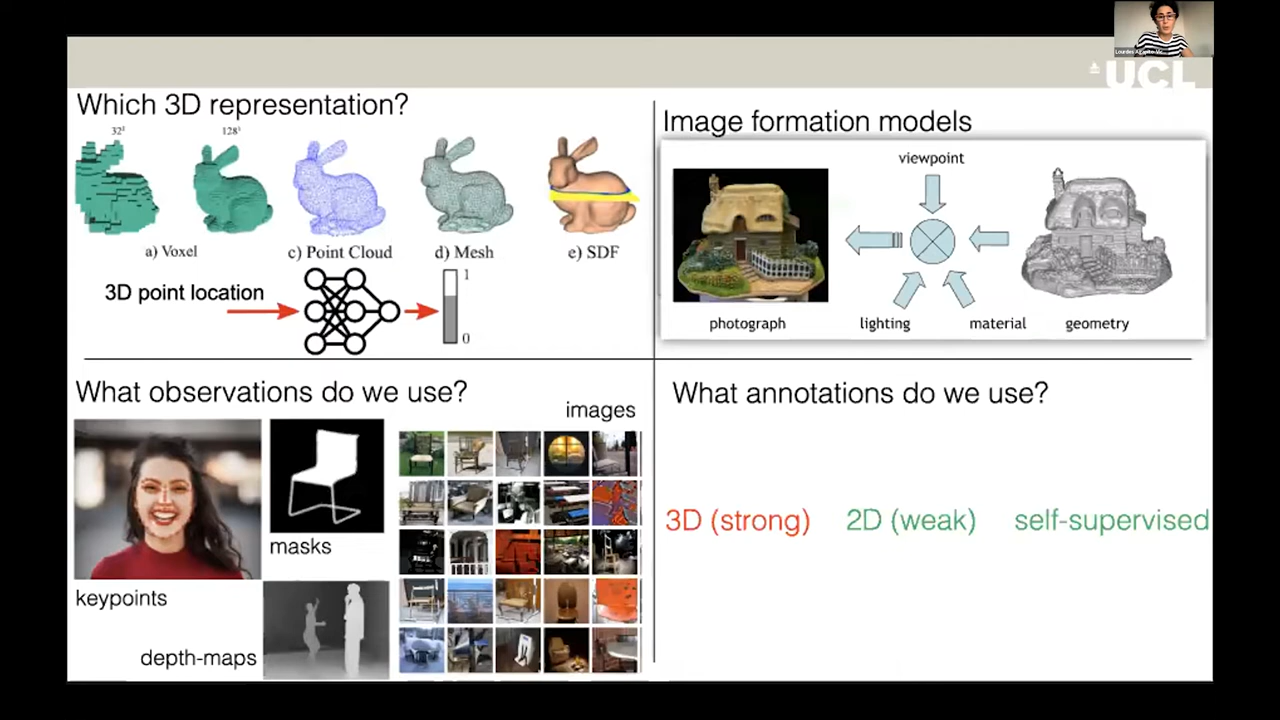 UCL
Which 3D representation?
32³
128³
a) Voxel
c) Point Cloud
d) Mesh
e) SDF
3D point location
1
0
Image formation models
viewpoint
photograph
lighting
material
geometry
What observations do we use?
images
masks
keypoints
depth-maps
What annotations do we use?
3D (strong)
2D (weak)
self-supervised